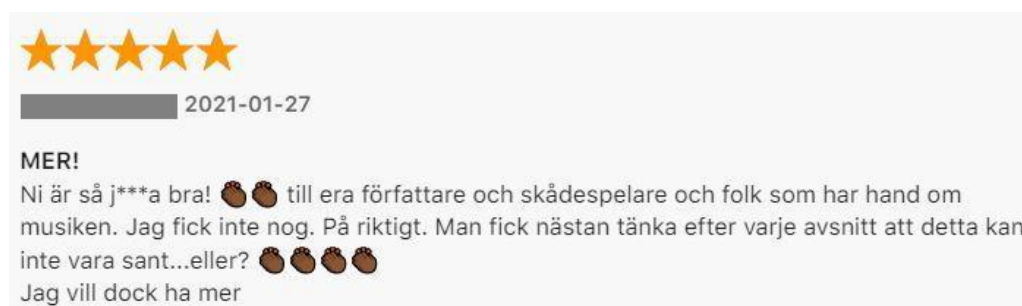 2021-01-27
MER!
Ni är så j***a bra! 👏🏿👏🏿 till era författare och skådespelare och folk som har hand om
musiken. Jag fick inte nog. På riktigt. Man fick nästan tänka efter varje avsnitt att detta kan
inte vara sant...eller? 👏🏿👏🏿👏🏿👏🏿
Jag vill dock ha mer